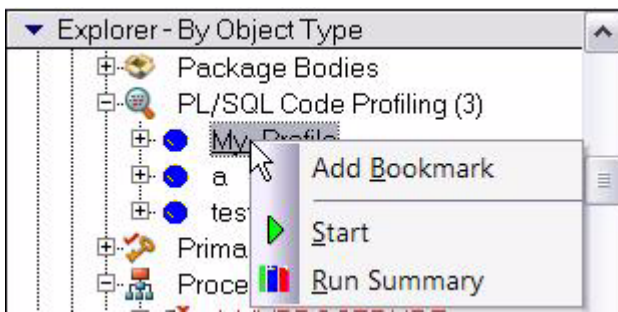 Explorer - By Object Type
Package Bodies
PL/SQL Code Profiling (3)
My Profile
Add Bookmark
a
Start
Run Summary